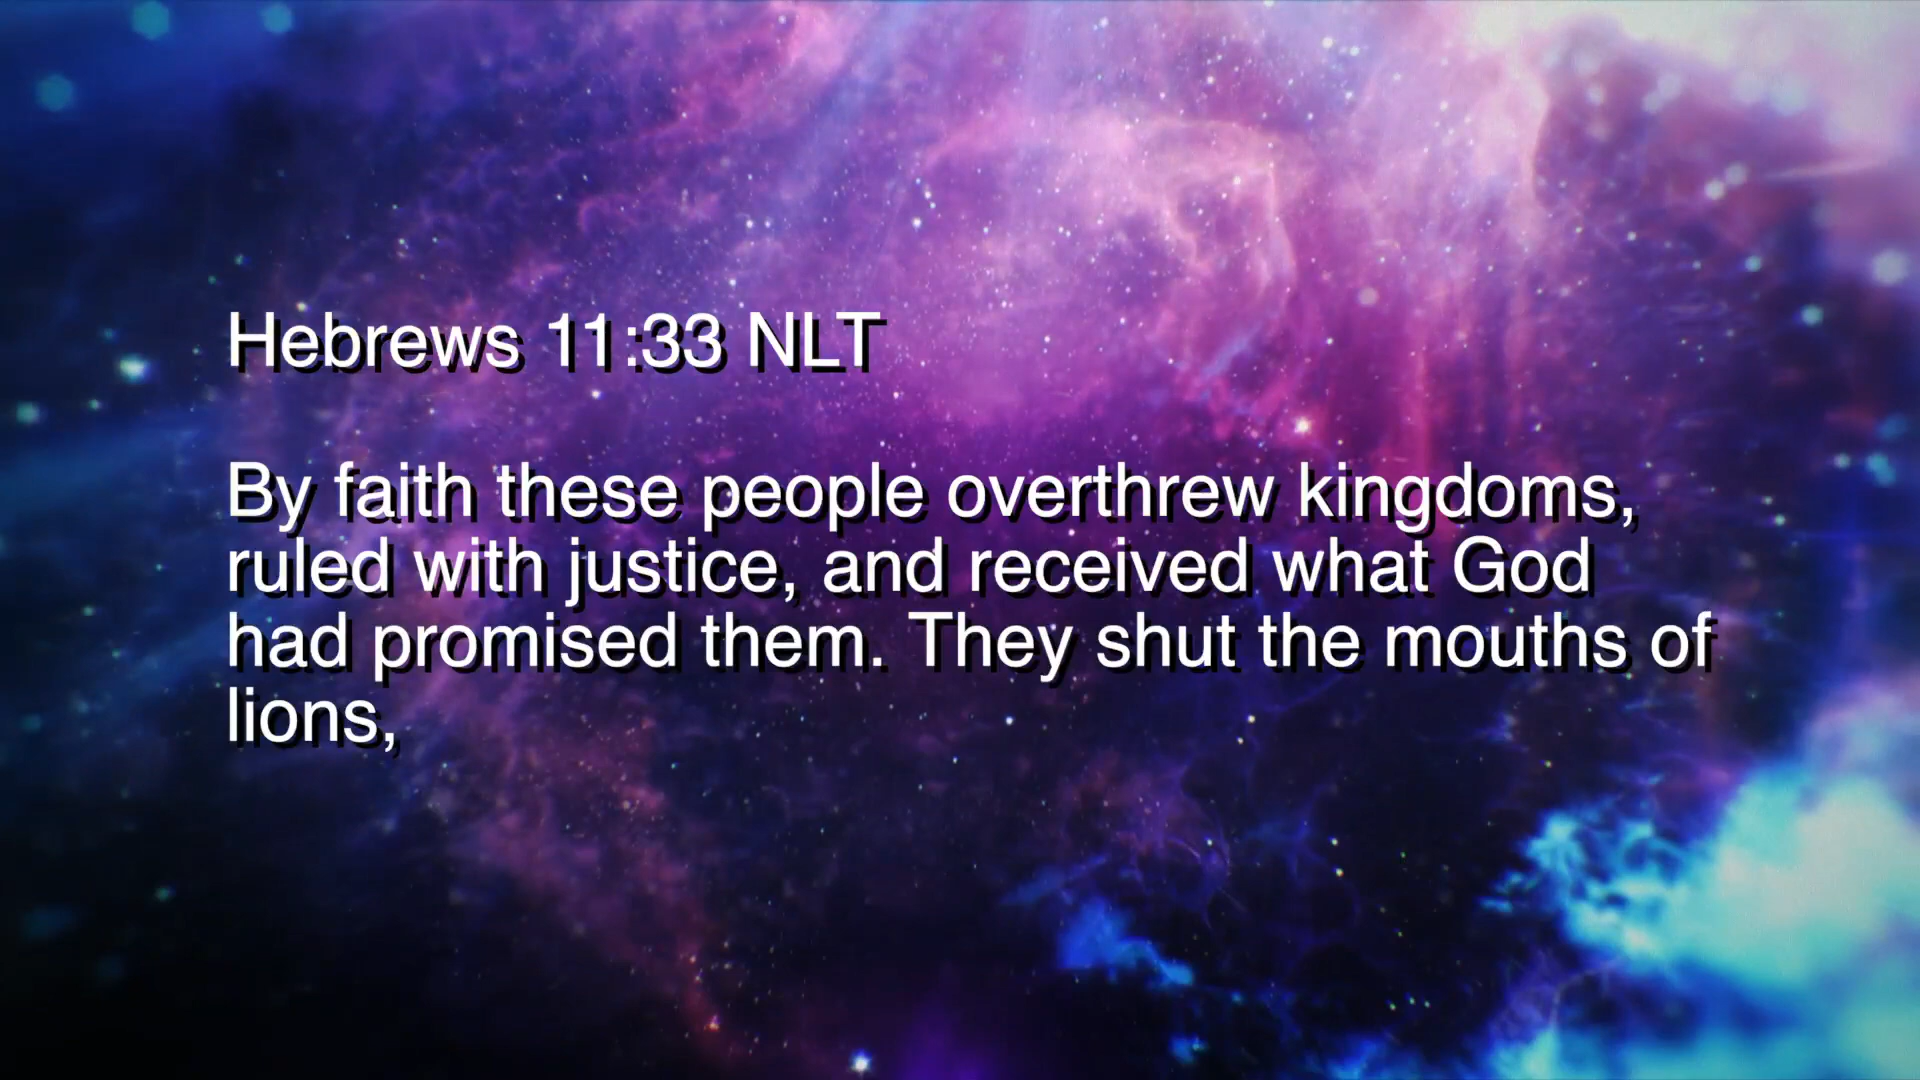 Hebrews 11:33 NLT
By faith these people overthrew kingdoms,
ruled with justice, and received what God
had promised them. They shut the mouths of
lions,